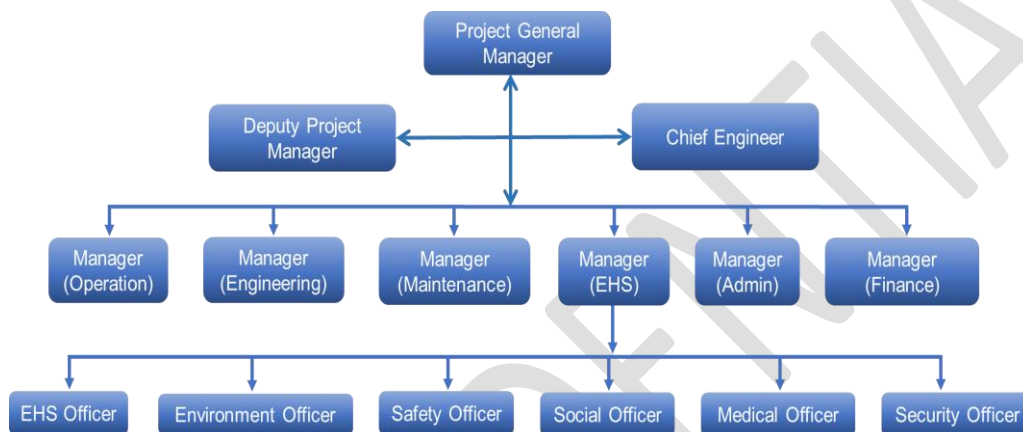 Project General
Manager
Deputy Project
Manager
Chief Engineer
Manager
(Operation)
Manager
(Engineering)
Manager
(Maintenance)
Manager
(EHS)
Manager
(Admin)
Manager
(Finance)
EHS Officer
Environment Officer
Safety Officer
Social Officer
Medical Officer
Security Officer